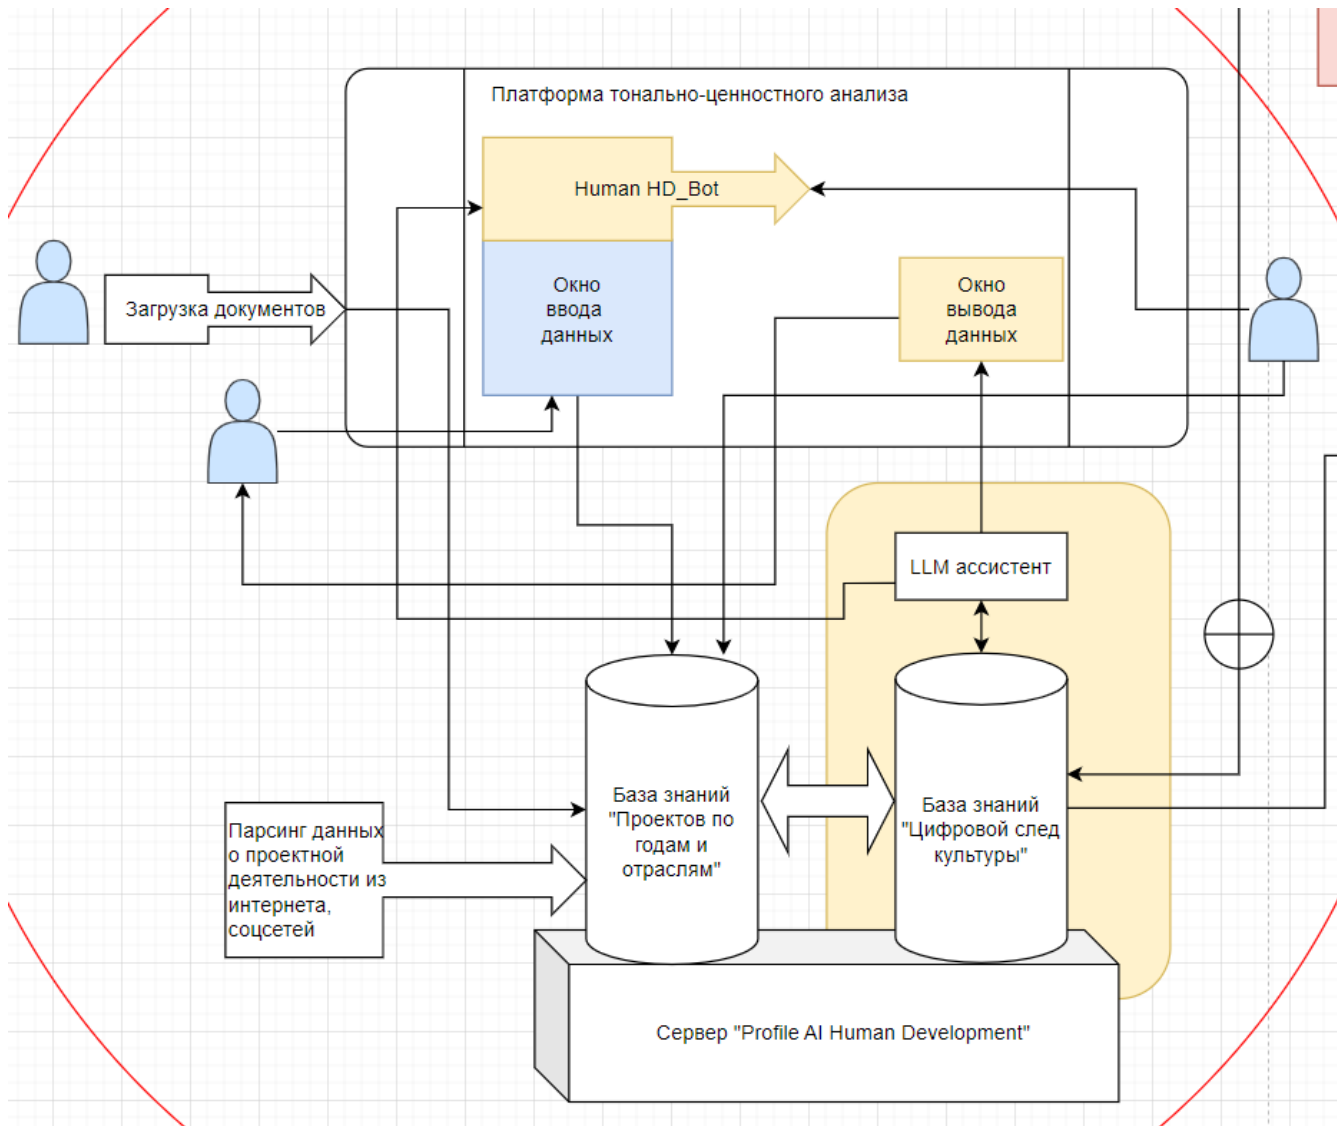 Платформа тонально-ценностного анализа
Human HD_Bot
Окно
ввода
данных
Окно
вывода
данных
Загрузка документов
LLM ассистент
База знаний
"Проектов по
годам и
отраслям"
База знаний
"Цифровой след
культуры"
Парсинг данных
о проектной
деятельности из
интернета,
соцсетей
Сервер "Profile AI Human Development"